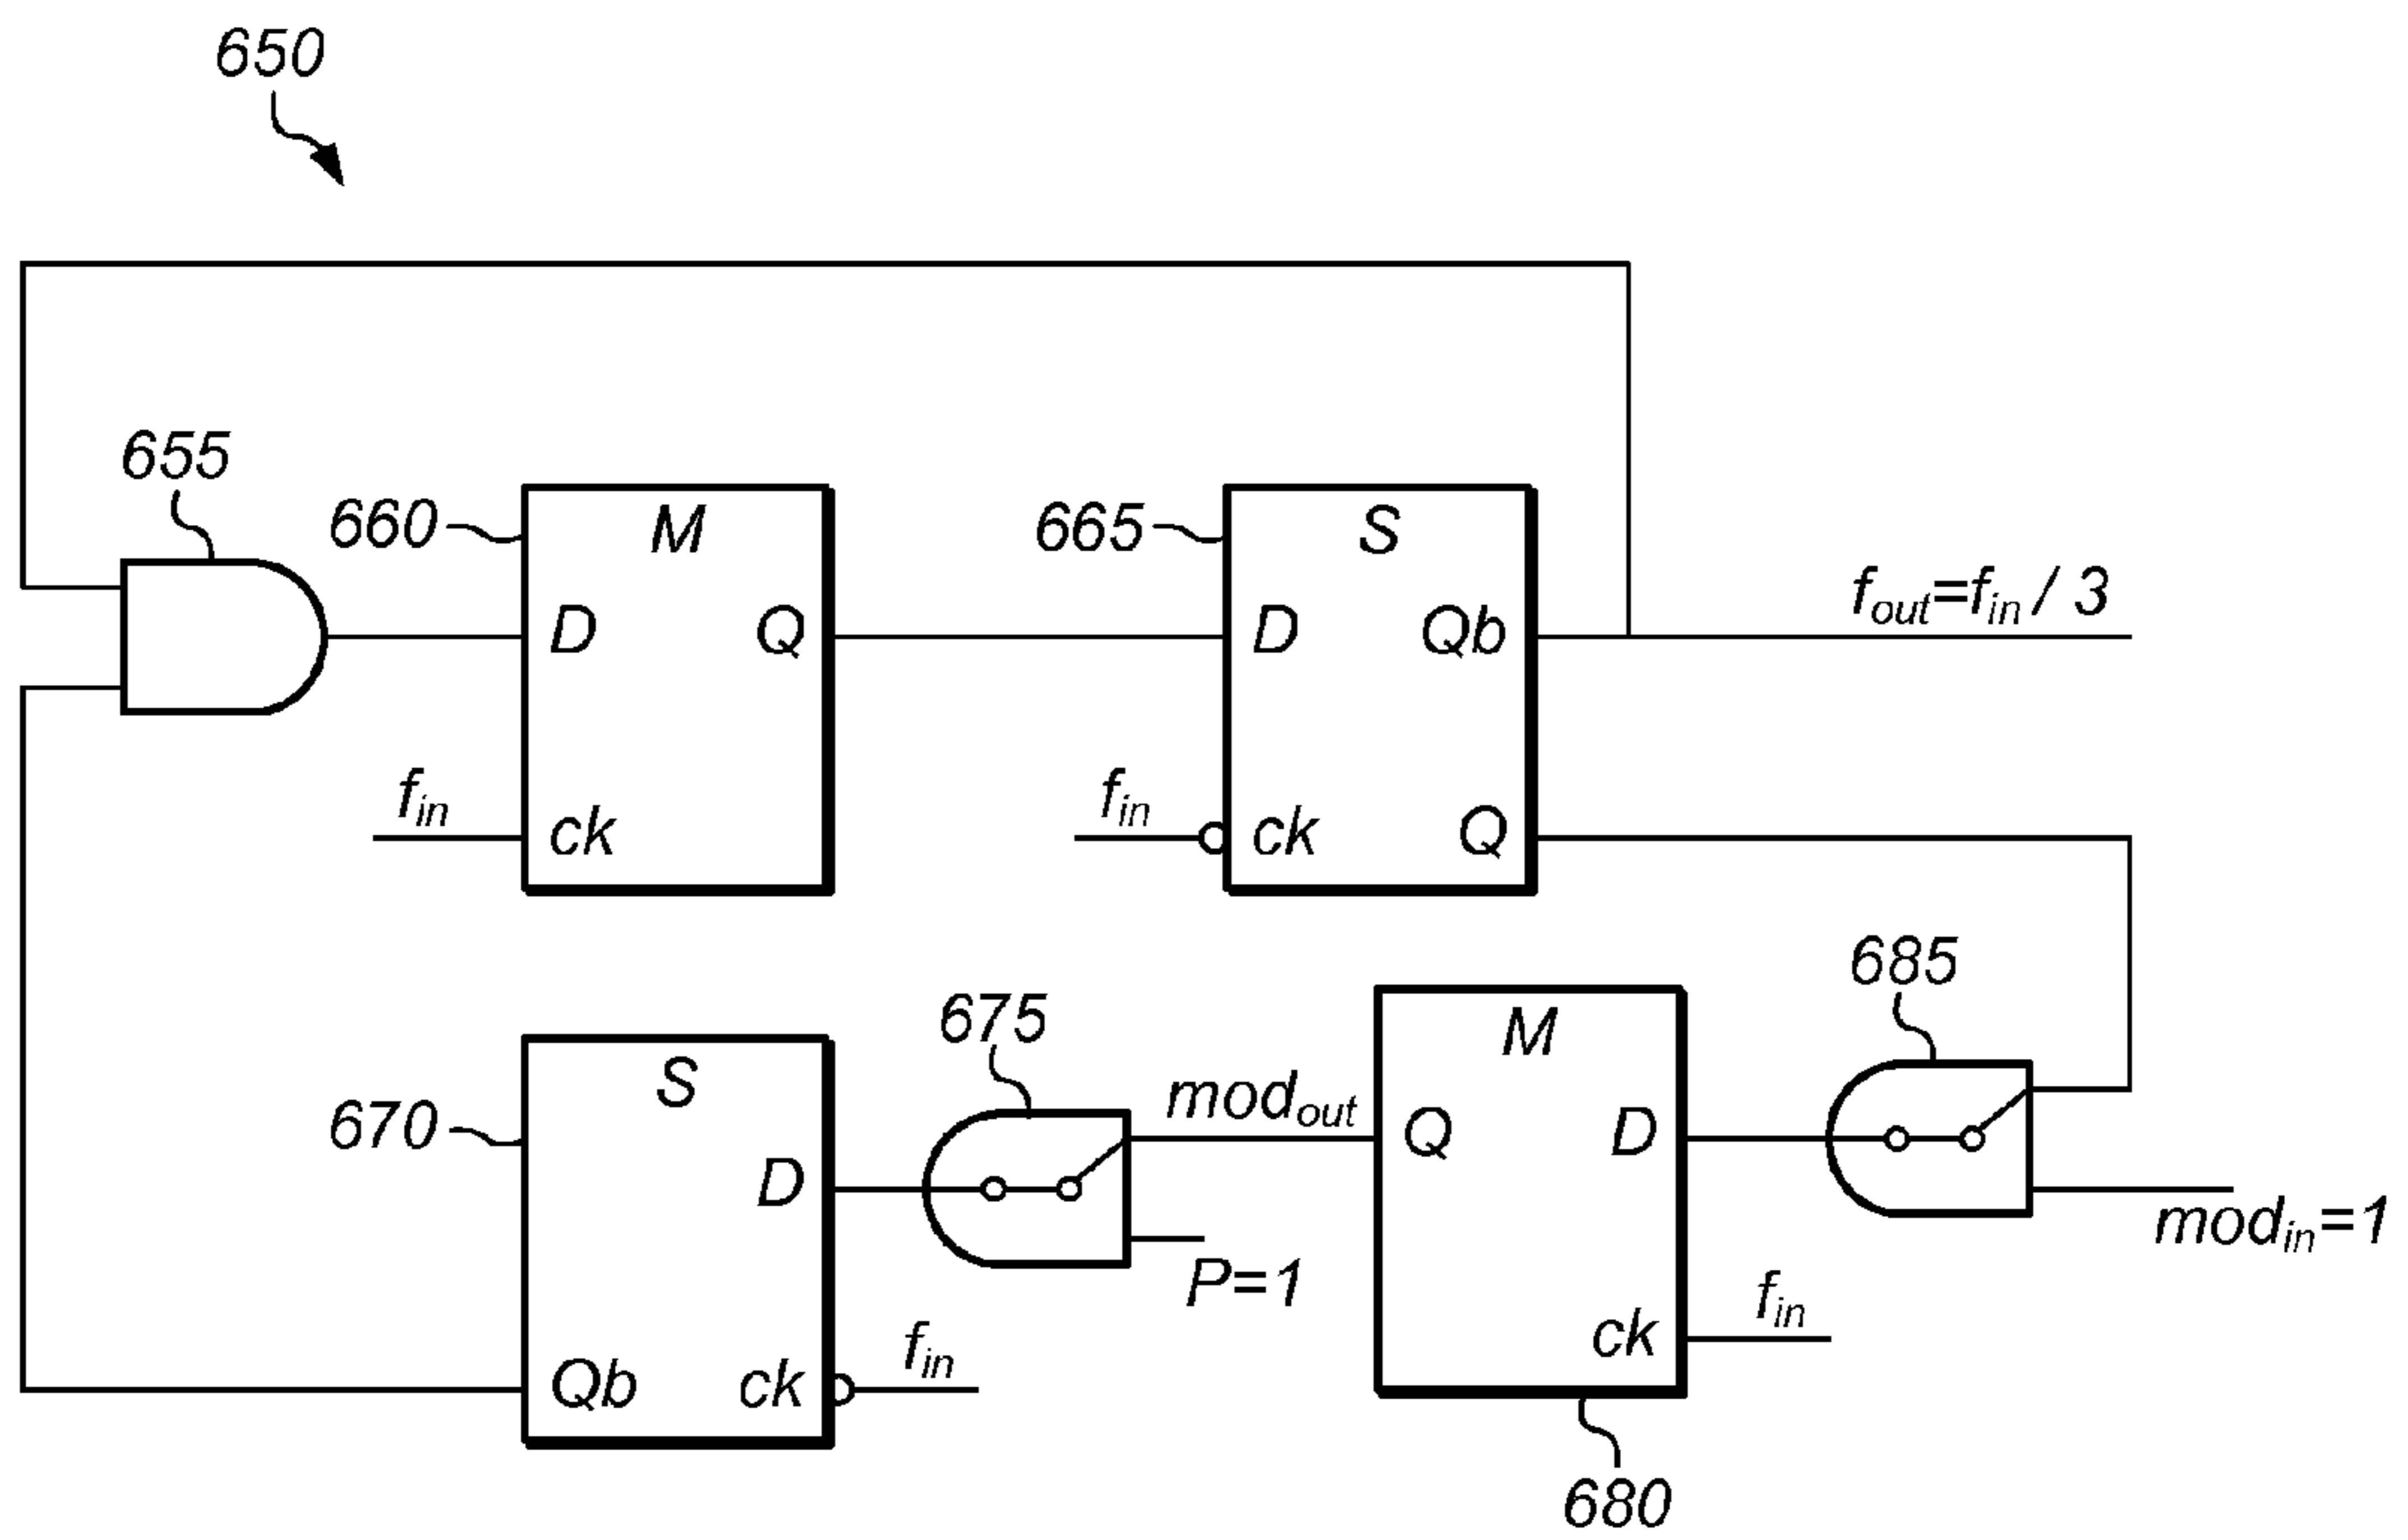 650
655
660
M
D
Q
f_in
ck
665
S
D
Qb
f_in
ck
Q
f_out=f_in / 3
670
S
D
Qb
ck
f_in
675
mod_out
P=1
M
Q
D
ck
f_in
680
685
mod_in=1